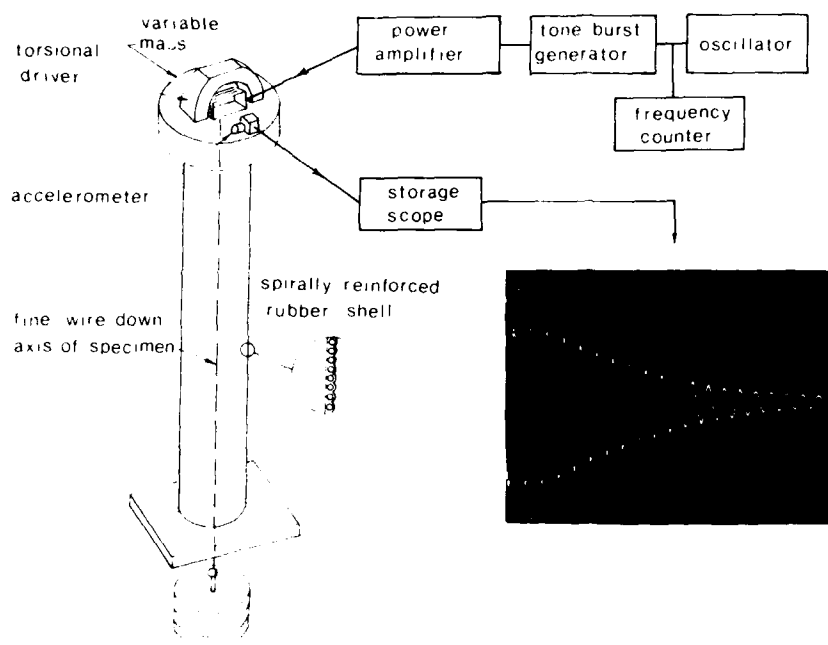 variable
mass
torsional
driver
power
amplifier
tone burst
generator
oscillator
frequency
counter
accelerometer
storage
scope
spirally reinforced
rubber shell
fine wire down
axis of specimen